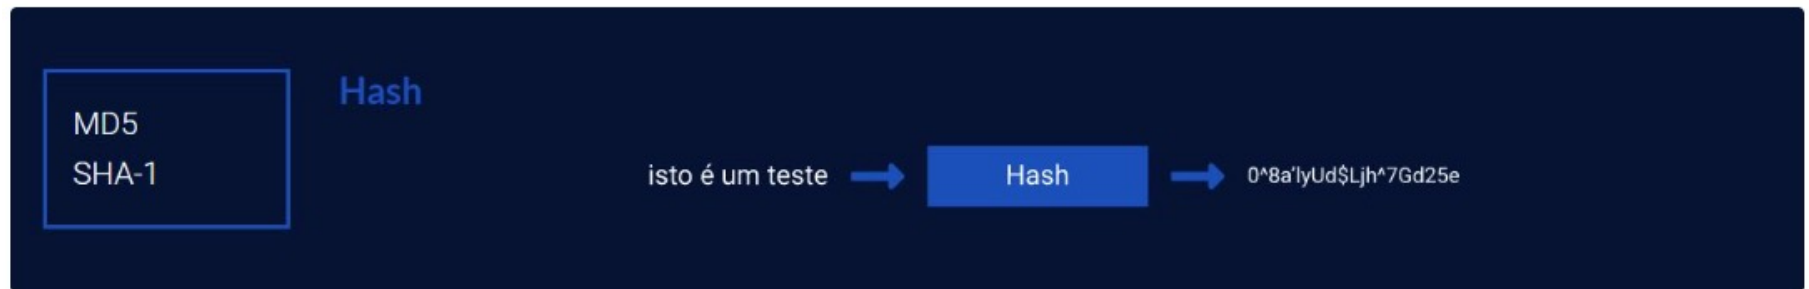 MD5
SHA-1
Hash
isto é um teste
Hash
0^8a'lyUd$Ljh^7Gd25e